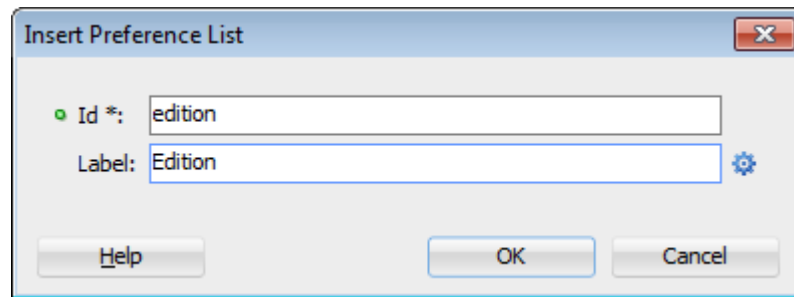 Insert Preference List
Id *: edition
Label: Edition
Help OK Cancel